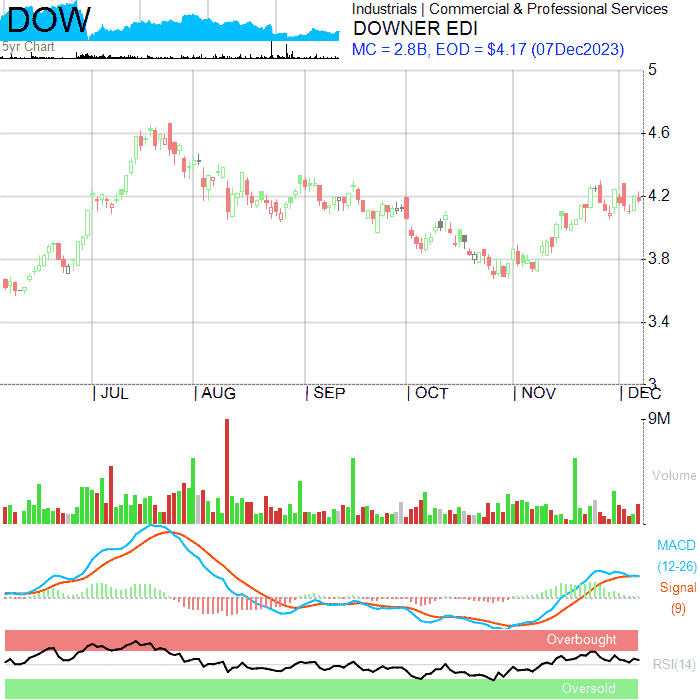 DOW
5yr Chart
Industrials | Commercial & Professional Services
DOWNER EDI
MC = 2.8B, EOD = $4.17 (07Dec2023)
5
4.6
4.2
3.8
3.4
3
JUL AUG SEP OCT NOV DEC
9M
Volume
MACD
(12-26)
Signal
(9)
Overbought
RSI(14)
Oversold